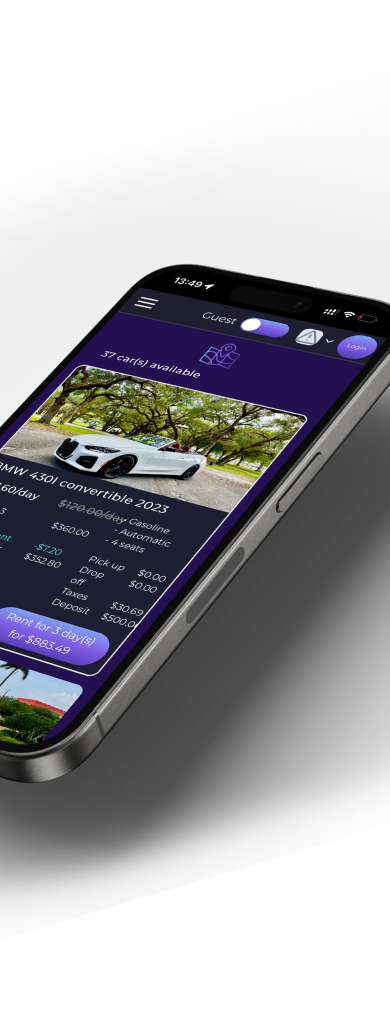 13:49
Guest
Login
37 car(s) available
BMW 430I convertible 2023
60/day
$120.00/day
Gasoline
- Automatic
- 4 seats
3
$360.00
-$7.20
$352.80
Pick up $0.00
Drop off $0.00
Taxes $30.69
Deposit $500.0
Rent for 3 day(s)
for $883.49